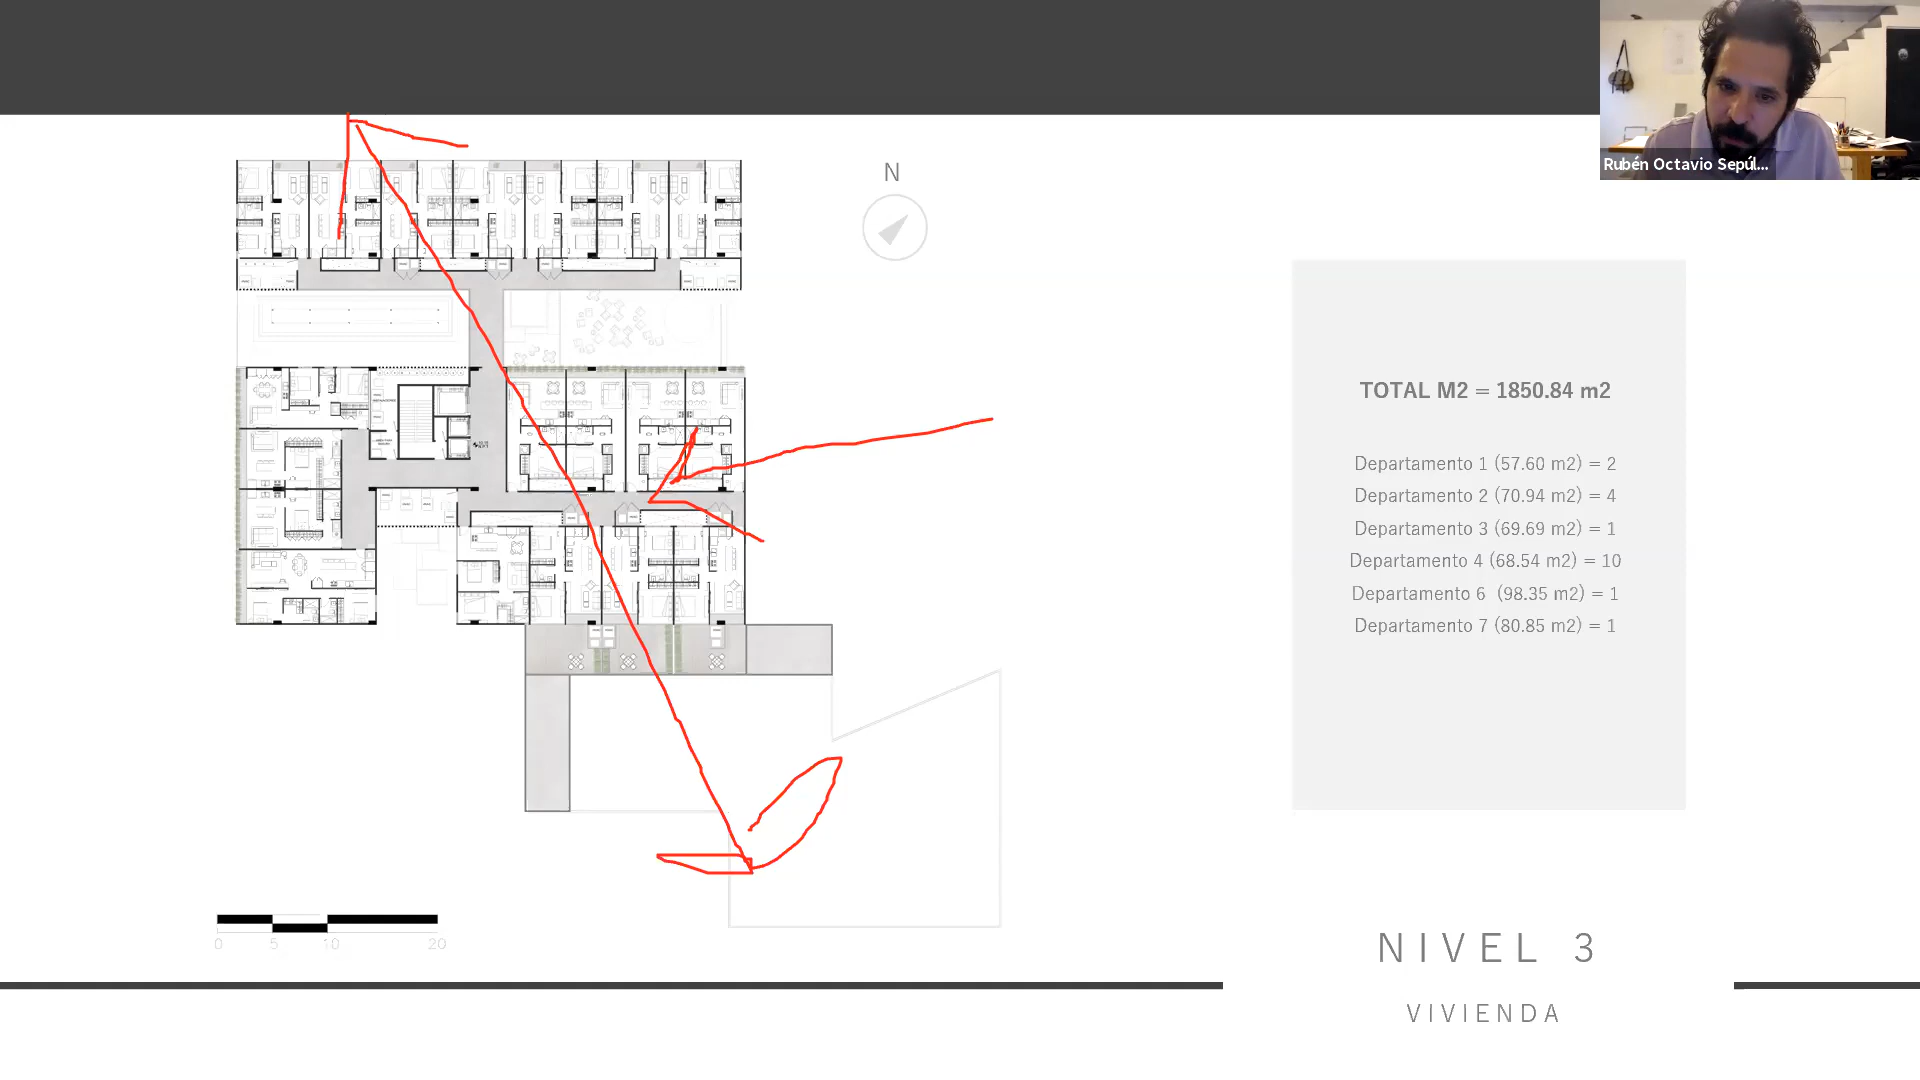 Rubén Octavio Sepúl...
N
TOTAL M2 = 1850.84 m2
Departamento 1 (57.60 m2) = 2
Departamento 2 (70.94 m2) = 4
Departamento 3 (69.69 m2) = 1
Departamento 4 (68.54 m2) = 10
Departamento 6 (98.35 m2) = 1
Departamento 7 (80.85 m2) = 1
0 5 10 20
NIVEL 3
VIVIENDA